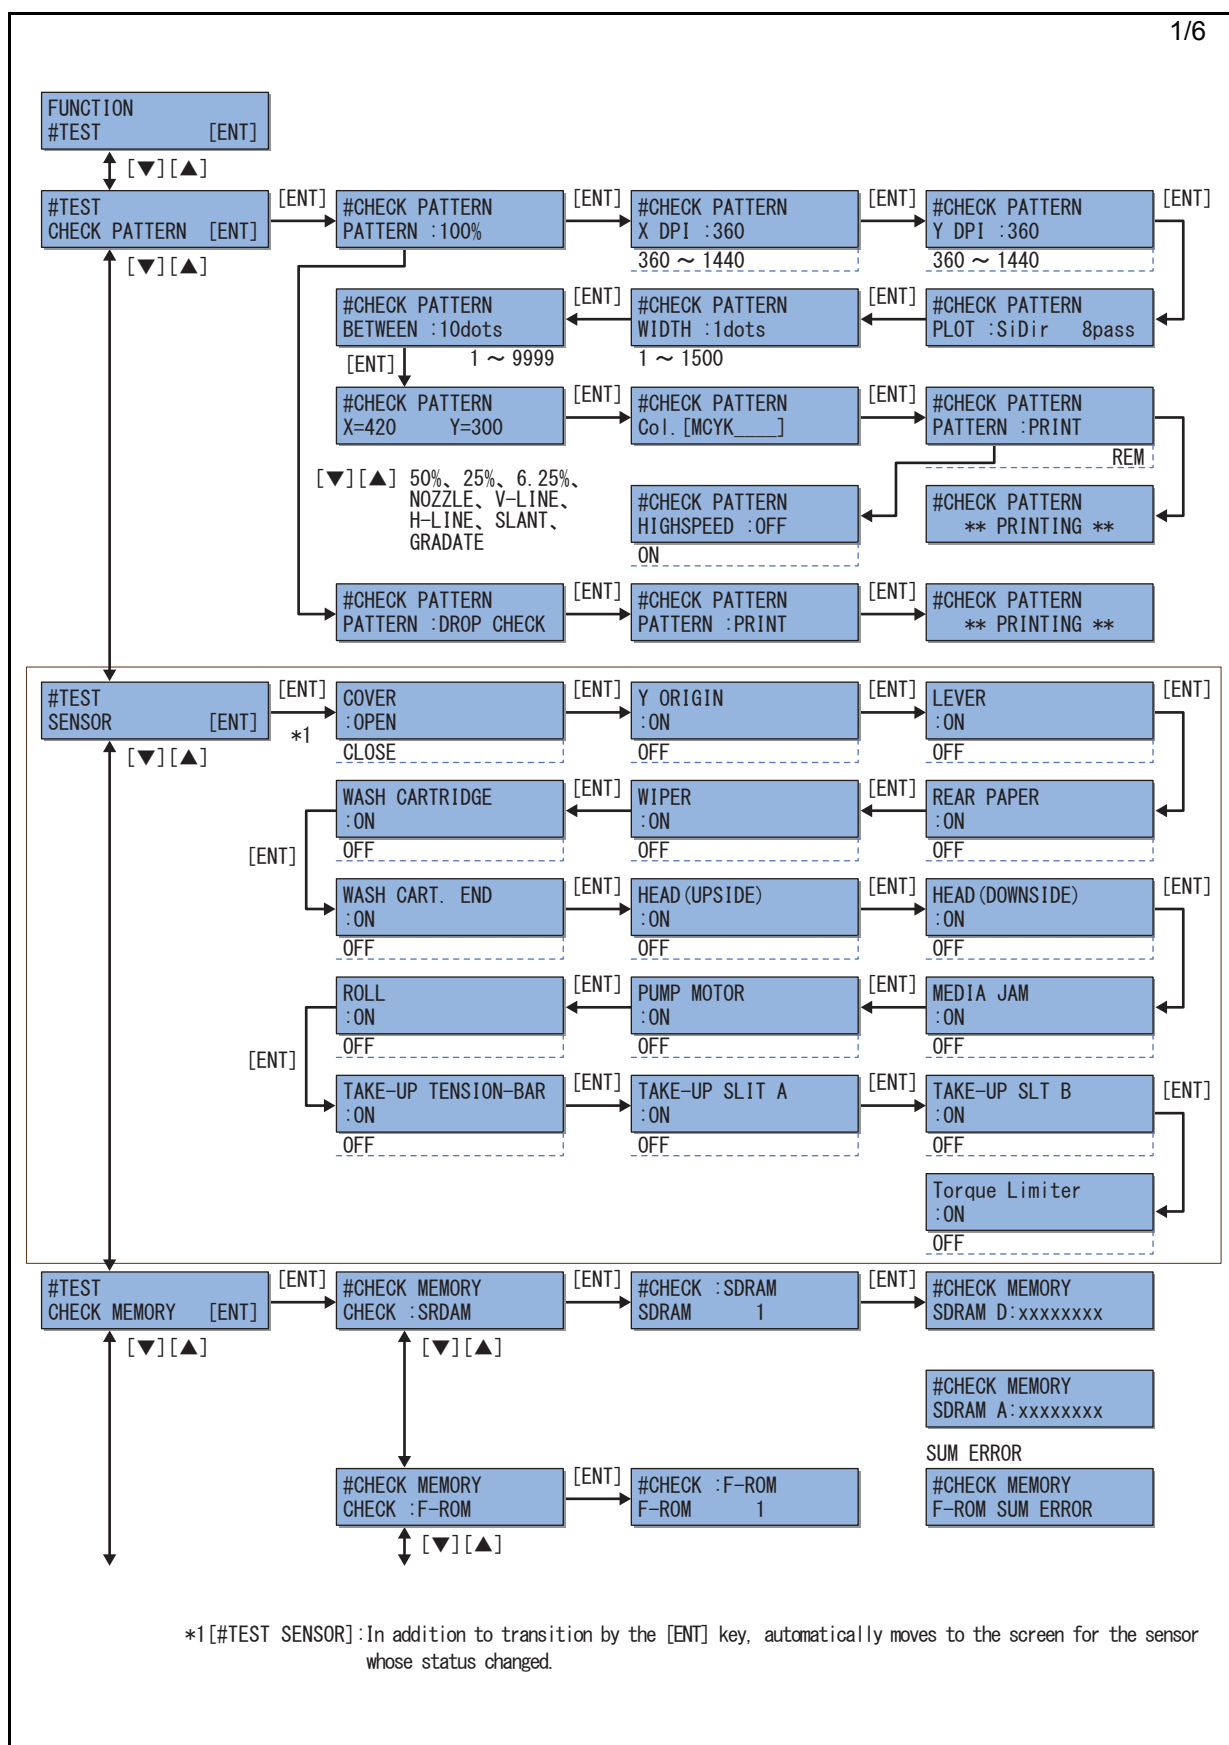 1/6
FUNCTION
#TEST [ENT]
[▼][▲]
#TEST
CHECK PATTERN [ENT]
[ENT]
#CHECK PATTERN
PATTERN :100%
[ENT]
#CHECK PATTERN
X DPI :360
360 ～ 1440
[ENT]
#CHECK PATTERN
Y DPI :360
360 ～ 1440
[ENT]
[▼][▲]
#CHECK PATTERN
BETWEEN :10dots
1 ～ 9999
[ENT]
#CHECK PATTERN
WIDTH :1dots
1 ～ 1500
[ENT]
#CHECK PATTERN
PLOT :SiDir 8pass
[ENT]
#CHECK PATTERN
X=420 Y=300
[ENT]
#CHECK PATTERN
Col.[MCYK____]
[ENT]
#CHECK PATTERN
PATTERN :PRINT
REM
[▼][▲] 50%、25%、6.25%、
NOZZLE、V-LINE、
H-LINE、SLANT、
GRADATE
#CHECK PATTERN
HIGHSPEED :OFF
ON
#CHECK PATTERN
** PRINTING **
#CHECK PATTERN
PATTERN :DROP CHECK
[ENT]
#CHECK PATTERN
PATTERN :PRINT
[ENT]
#CHECK PATTERN
** PRINTING **
#TEST
SENSOR [ENT]
[ENT]
*1
COVER
:OPEN
CLOSE
[ENT]
Y ORIGIN
:ON
OFF
[ENT]
LEVER
:ON
OFF
[ENT]
[▼][▲]
WASH CARTRIDGE
:ON
OFF
[ENT]
WIPER
:ON
OFF
[ENT]
REAR PAPER
:ON
OFF
[ENT]
WASH CART. END
:ON
OFF
[ENT]
HEAD(UPSIDE)
:ON
OFF
[ENT]
HEAD(DOWNSIDE)
:ON
OFF
[ENT]
ROLL
:ON
OFF
[ENT]
PUMP MOTOR
:ON
OFF
[ENT]
MEDIA JAM
:ON
OFF
[ENT]
TAKE-UP TENSION-BAR
:ON
OFF
[ENT]
TAKE-UP SLIT A
:ON
OFF
[ENT]
TAKE-UP SLT B
:ON
OFF
[ENT]
Torque Limiter
:ON
OFF
#TEST
CHECK MEMORY [ENT]
[ENT]
#CHECK MEMORY
CHECK :SRDAM
[ENT]
#CHECK :SDRAM
SDRAM 1
[ENT]
#CHECK MEMORY
SDRAM D:xxxxxxxx
[▼][▲]
[▼][▲]
#CHECK MEMORY
SDRAM A:xxxxxxxx
SUM ERROR
#CHECK MEMORY
CHECK :F-ROM
[ENT]
#CHECK :F-ROM
F-ROM 1
#CHECK MEMORY
F-ROM SUM ERROR
[▼][▲]
*1[#TEST SENSOR]:In addition to transition by the [ENT] key, automatically moves to the screen for the sensor
whose status changed.